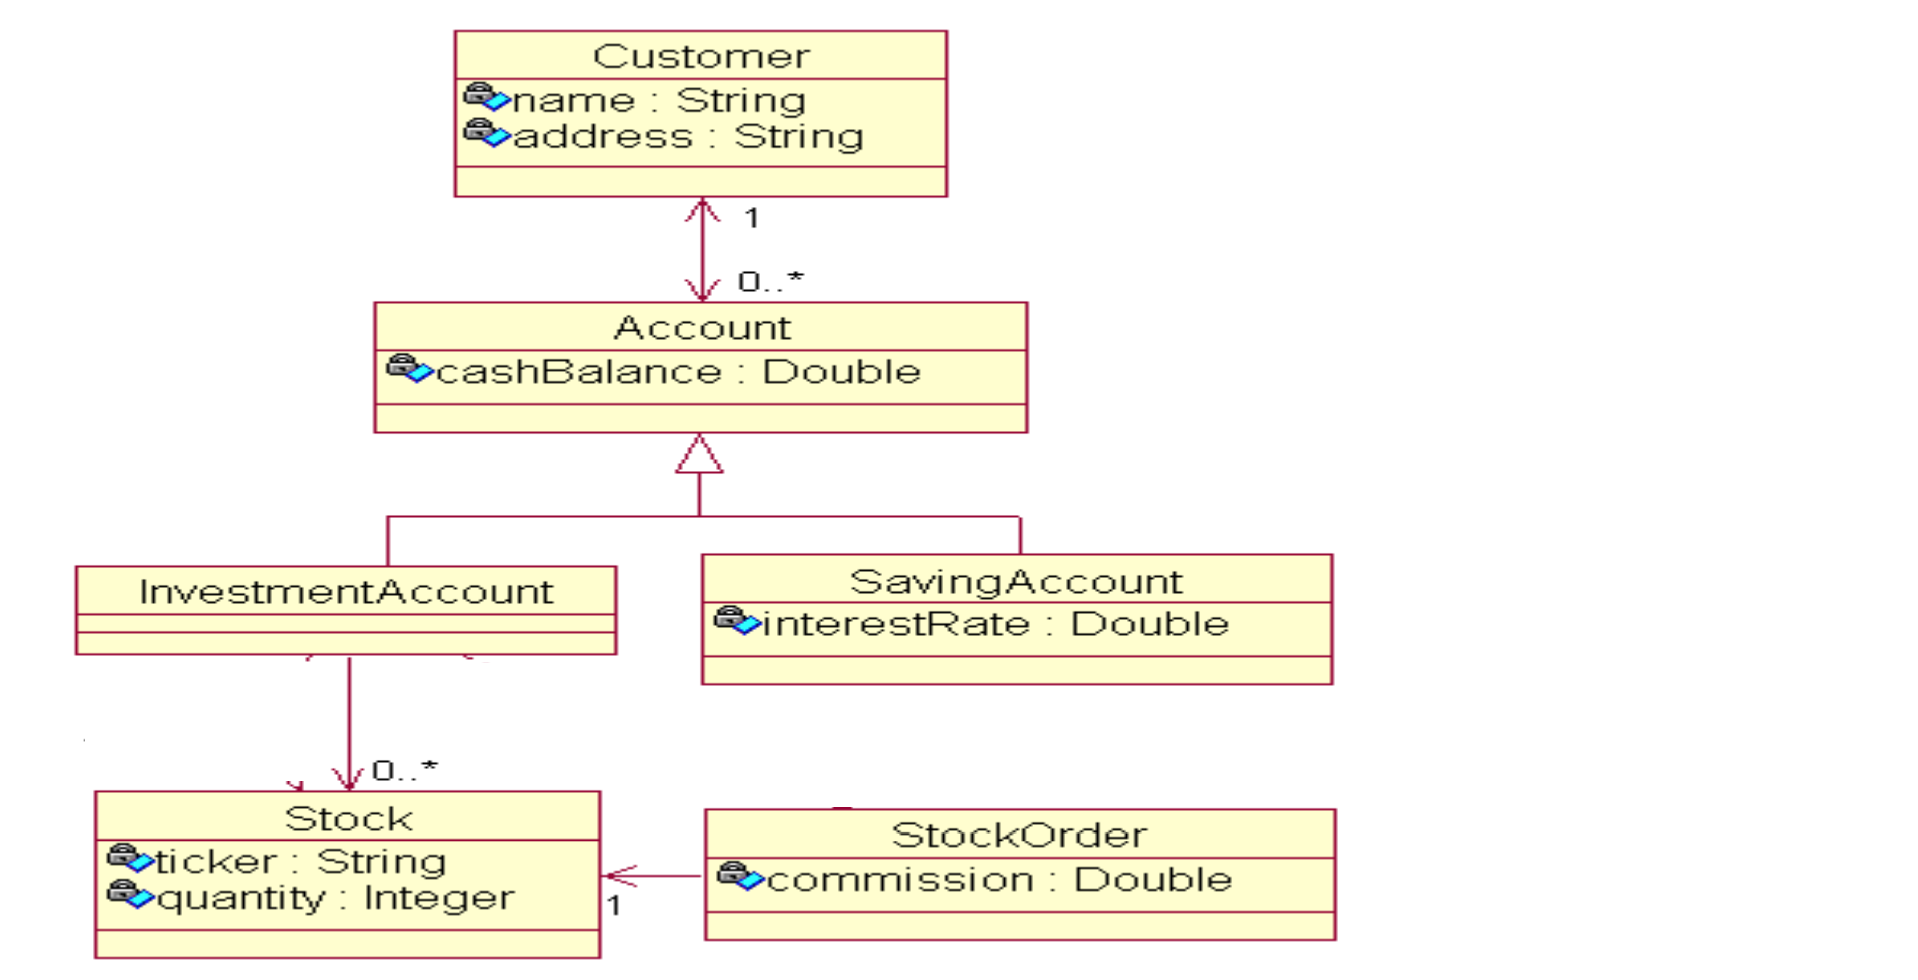 Customer
name : String
address : String
1
0..*
Account
cashBalance : Double
InvestmentAccount
SavingAccount
interestRate : Double
0..*
Stock
ticker : String
quantity : Integer
1
StockOrder
commission : Double